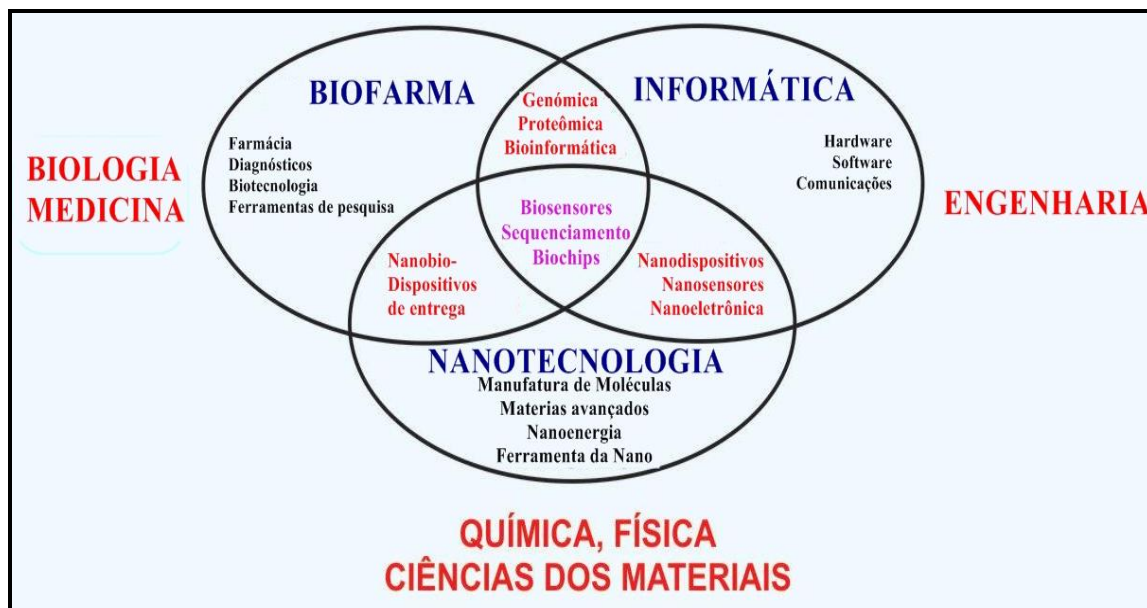 BIOFARMA
Farmácia
Diagnósticos
Biotecnologia
Ferramentas de pesquisa
Genómica
Proteômica
Bioinformática
INFORMÁTICA
Hardware
Software
Comunicações
BIOLOGIA
MEDICINA
ENGENHARIA
Biosensores
Sequenciamento
Biochips
Nanobio-
Dispositivos
de entrega
Nanodispositivos
Nanosensores
Nanoeletrônica
NANOTECNOLOGIA
Manufatura de Moléculas
Materias avançados
Nanoenergia
Ferramenta da Nano
QUÍMICA, FÍSICA
CIÊNCIAS DOS MATERIAIS